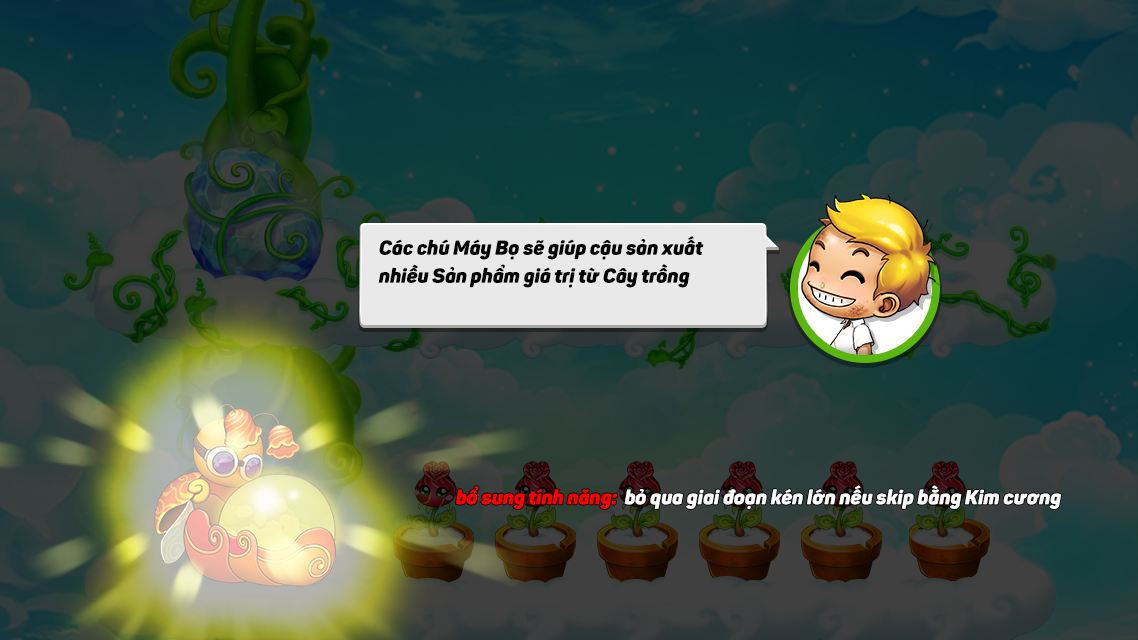 Các chú Máy Bọ sẽ giúp cậu sản xuất
nhiều Sản phẩm giá trị từ Cây trồng
bổ sung tính năng: bỏ qua giai đoạn kén lớn nếu skip bằng Kim cương